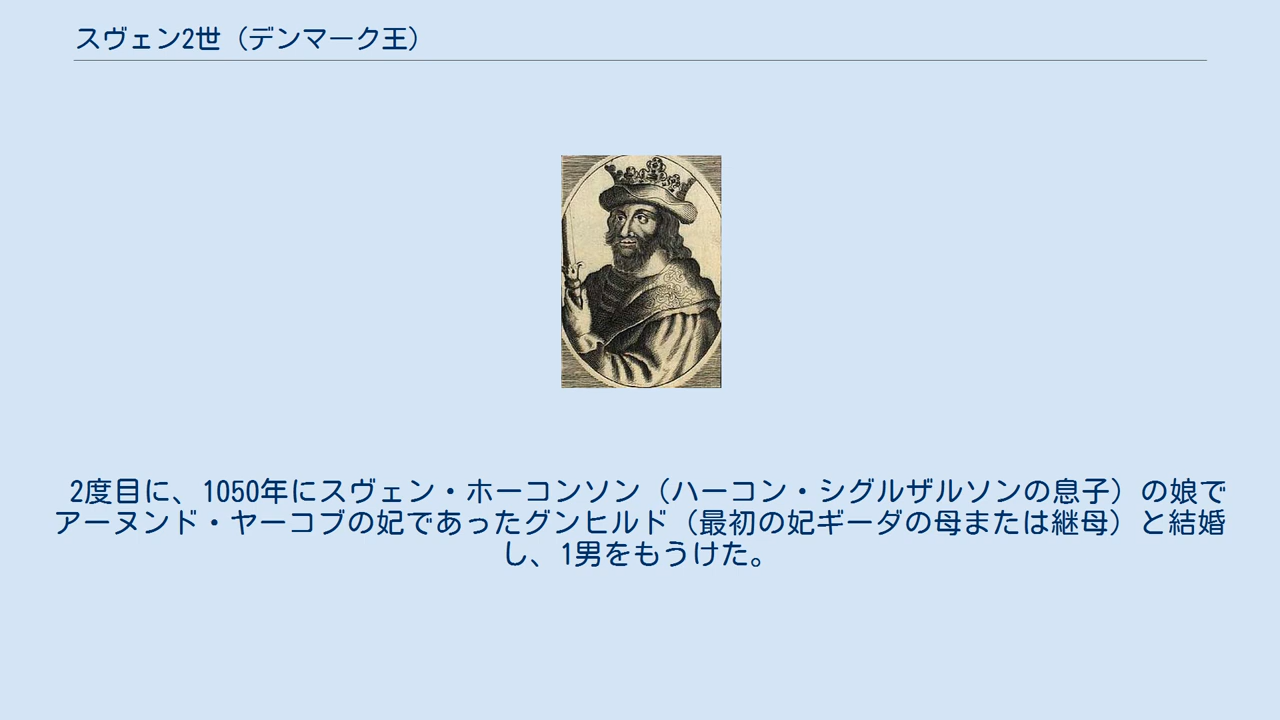 スヴェン2世（デンマーク王）
2度目に、1050年にスヴェン・ホーコンソン（ハーコン・シグルザルソンの息子）の娘で
アーヌンド・ヤーコブの妃であったグンヒルド（最初の妃ギーダの母または継母）と結婚
し、1男をもうけた。